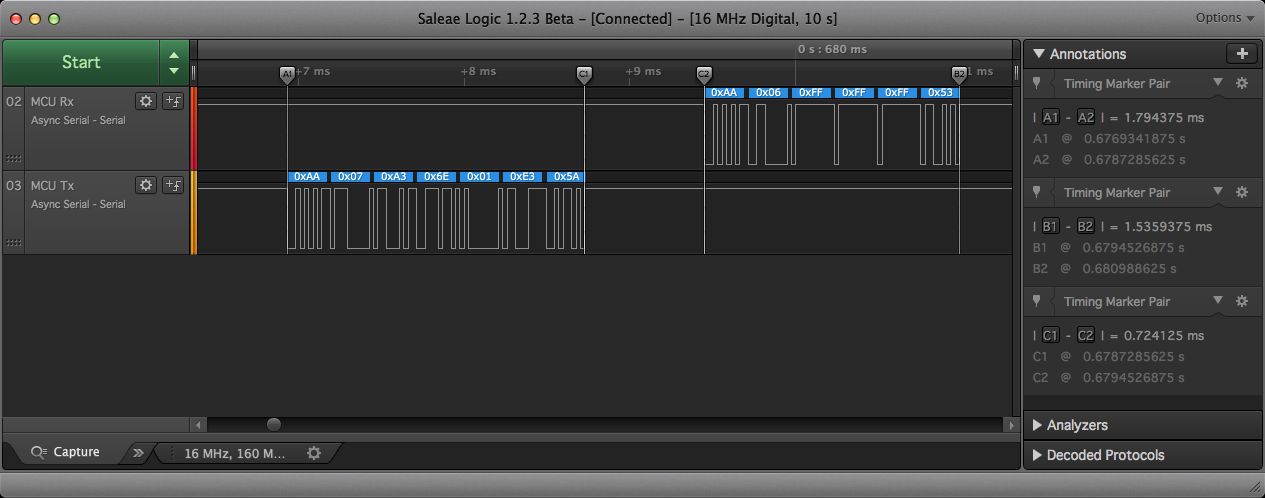 Saleae Logic 1.2.3 Beta – [Connected] – [16 MHz Digital, 10 s]
Options
Start
0 s : 680 ms
+7 ms
+8 ms
+9 ms
1 ms
A1
C1
C2
B2
02 MCU Rx
Async Serial - Serial
0xAA 0x06 0xFF 0xFF 0xFF 0x53
03 MCU Tx
Async Serial - Serial
0xAA 0x07 0xA3 0x6E 0x01 0xE3 0x5A
Annotations
Timing Marker Pair
| A1 - A2 | = 1.794375 ms
A1 @ 0.6769341875 s
A2 @ 0.6787285625 s
Timing Marker Pair
| B1 - B2 | = 1.5359375 ms
B1 @ 0.6794526875 s
B2 @ 0.680988625 s
Timing Marker Pair
| C1 - C2 | = 0.724125 ms
C1 @ 0.6787285625 s
C2 @ 0.6794526875 s
Analyzers
Decoded Protocols
Capture
16 MHz, 160 M...